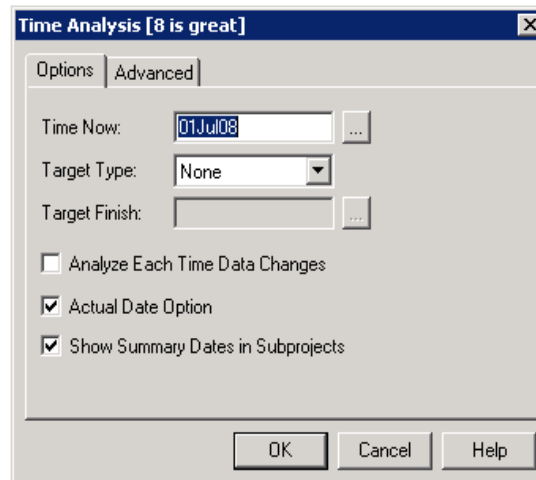 Time Analysis [8 is great]
Options Advanced
Time Now: 01Jul08 ...
Target Type: None
Target Finish: ...
Analyze Each Time Data Changes
Actual Date Option
Show Summary Dates in Subprojects
OK Cancel Help